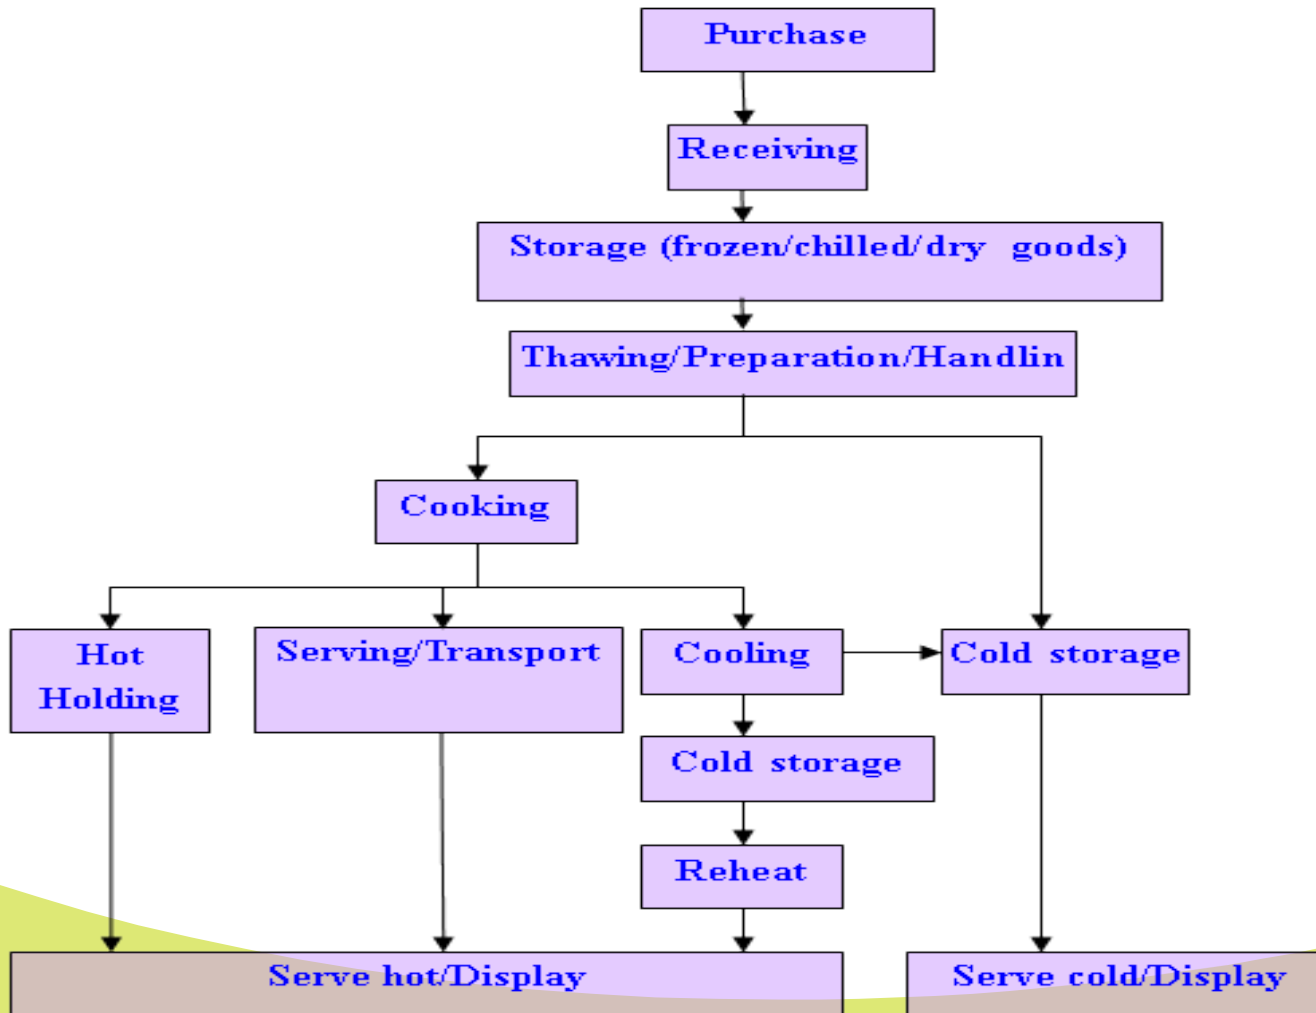 Purchase
Receiving
Storage (frozen/chilled/dry goods)
Thawing/Preparation/Handlin
Cooking
Hot
Holding
Serving/Transport
Cooling
Cold storage
Cold storage
Reheat
Serve hot/Display
Serve cold/Display